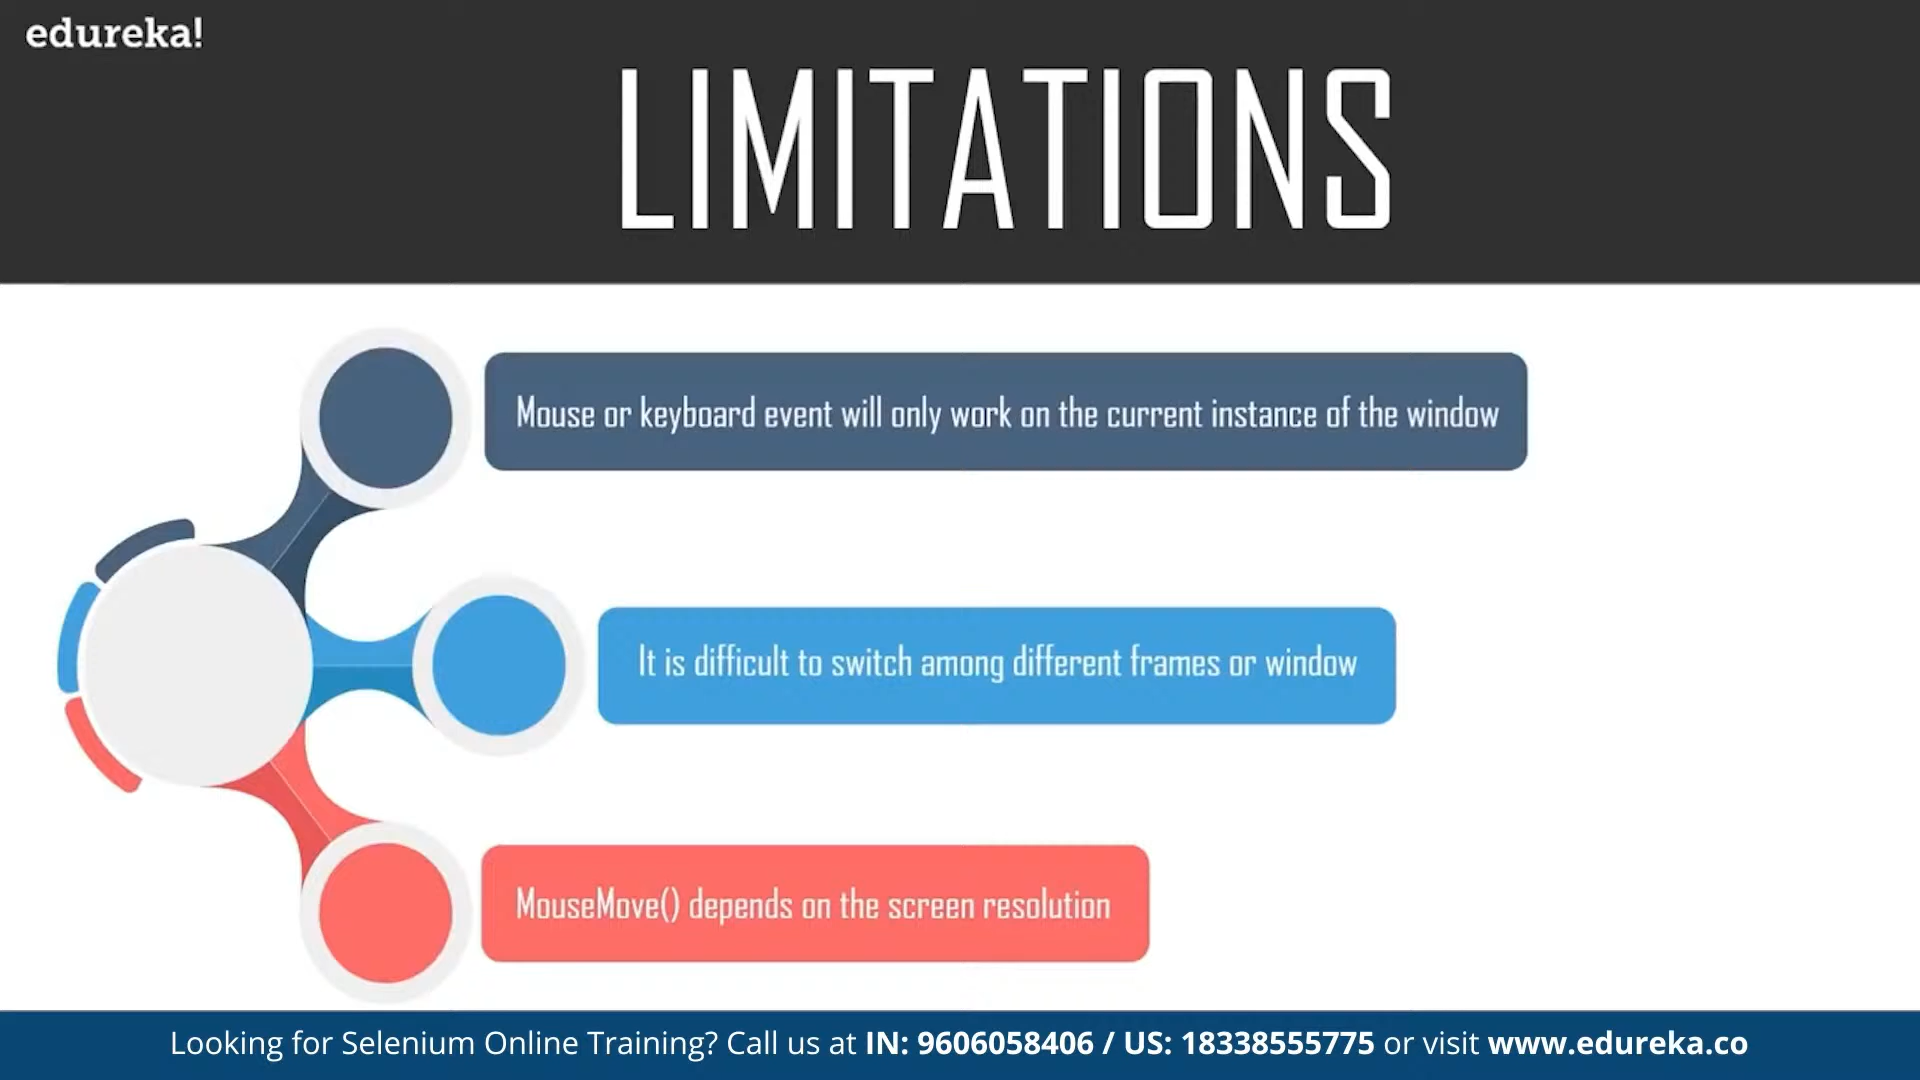 edureka!
LIMITATIONS
Mouse or keyboard event will only work on the current instance of the window
It is difficult to switch among different frames or window
MouseMove() depends on the screen resolution
Looking for Selenium Online Training? Call us at IN: 9606058406 / US: 18338555775 or visit www.edureka.co